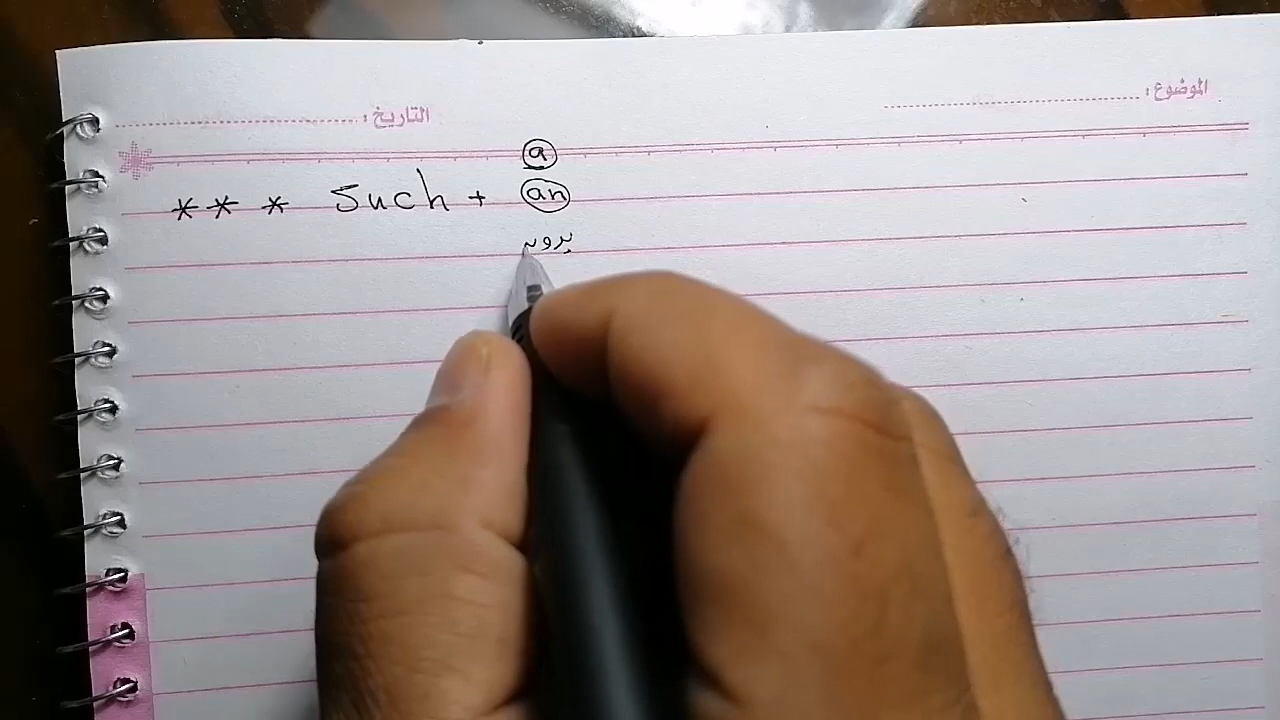 الموضوع :
التاريخ :
a
*** Such + an